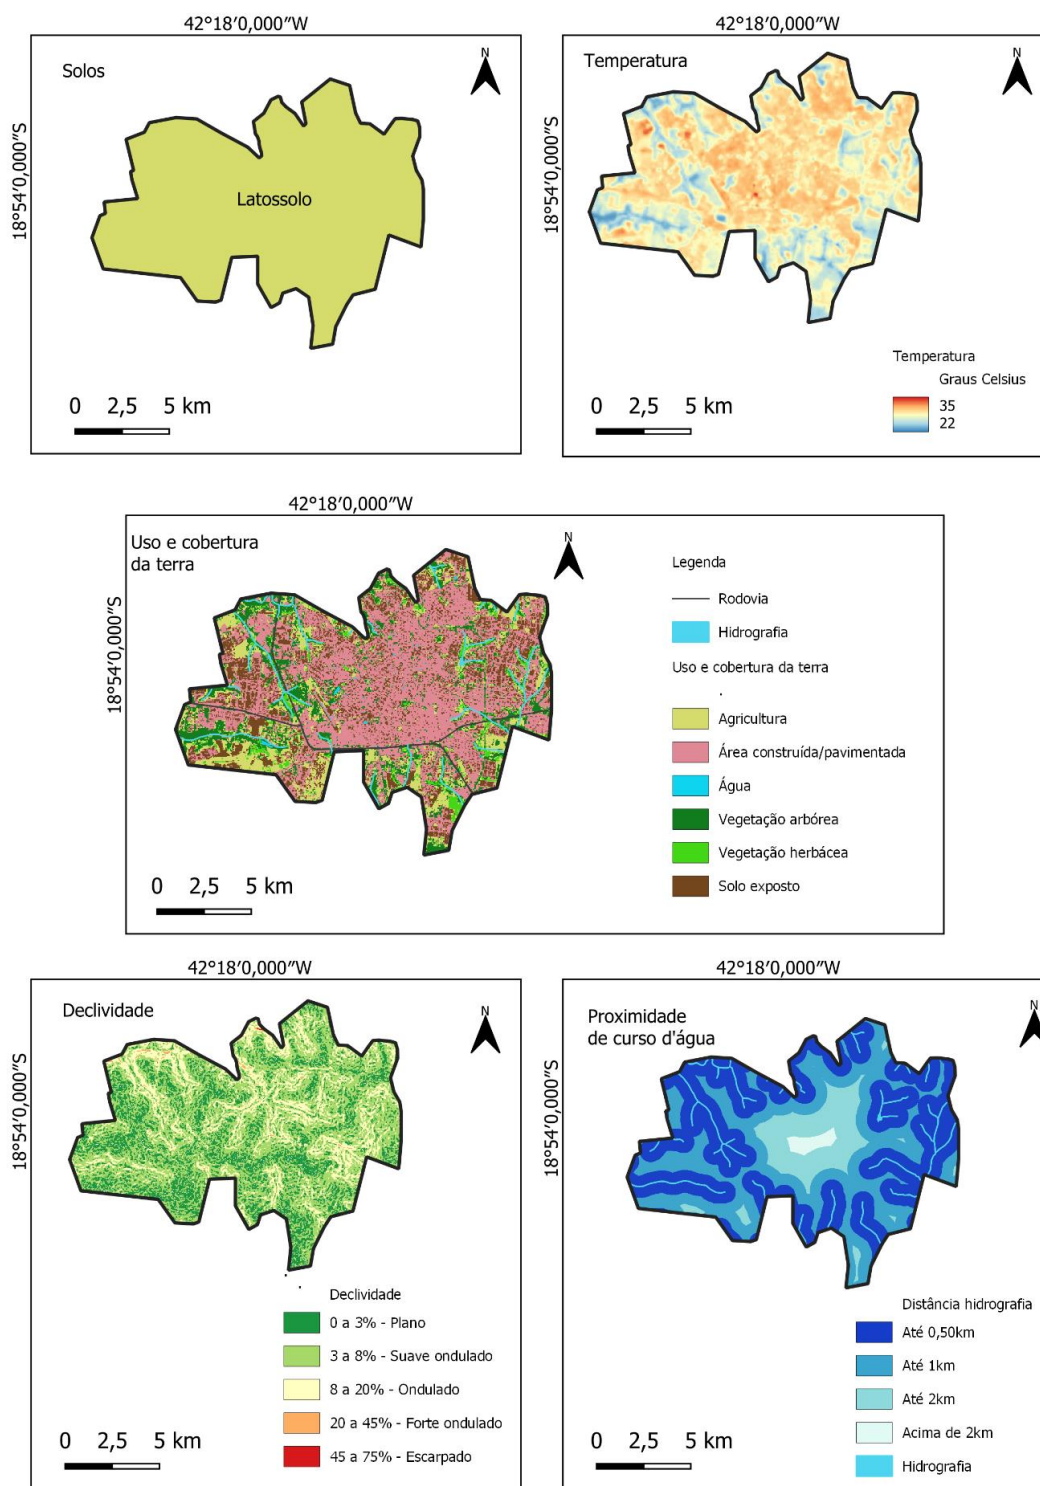 42°18′0,000″W
Solos
N
18°54′0,000″S
Latossolo
0 2,5 5 km
42°18′0,000″W
Temperatura
N
18°54′0,000″S
Temperatura
Graus Celsius
35
22
0 2,5 5 km
42°18′0,000″W
Uso e cobertura
da terra
N
18°54′0,000″S
0 2,5 5 km
Legenda
Rodovia
Hidrografia
Uso e cobertura da terra
Agricultura
Área construída/pavimentada
Água
Vegetação arbórea
Vegetação herbácea
Solo exposto
42°18′0,000″W
Declividade
N
18°54′0,000″S
Declividade
0 a 3% - Plano
3 a 8% - Suave ondulado
8 a 20% - Ondulado
20 a 45% - Forte ondulado
45 a 75% - Escarpado
0 2,5 5 km
42°18′0,000″W
Proximidade
de curso d'água
N
18°54′0,000″S
Distância hidrografia
Até 0,50km
Até 1km
Até 2km
Acima de 2km
Hidrografia
0 2,5 5 km